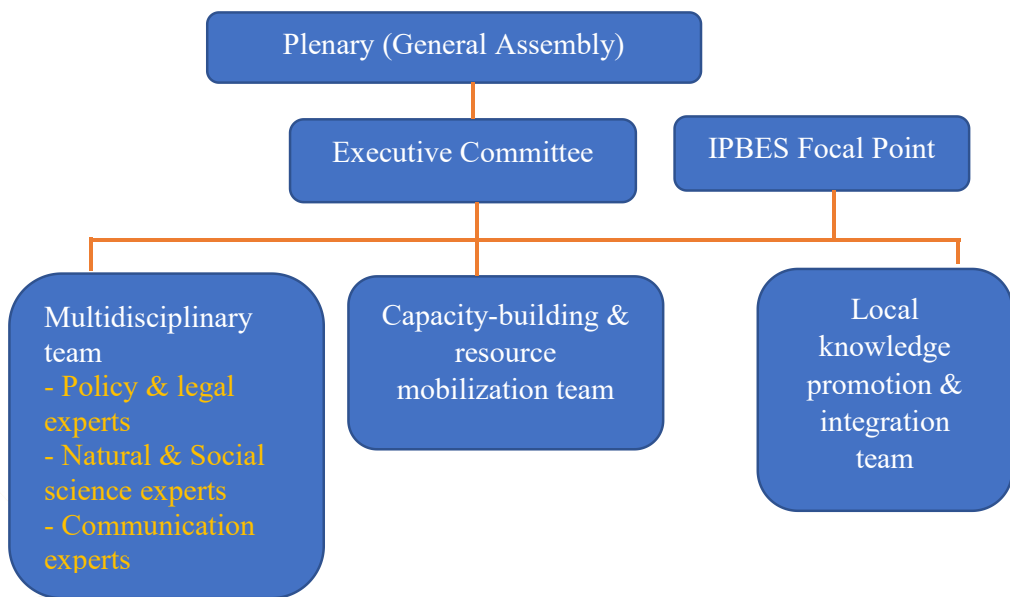 Plenary (General Assembly)
Executive Committee
IPBES Focal Point
Multidisciplinary
team
- Policy & legal
experts
- Natural & Social
science experts
- Communication
experts
Capacity-building &
resource
mobilization team
Local
knowledge
promotion &
integration
team